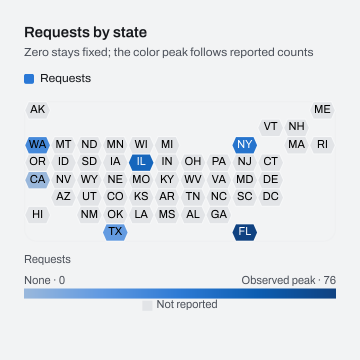 Requests by state
Zero stays fixed; the color peak follows reported counts
Requests
AK ME
VT NH
WA MT ND MN WI MI NY MA RI
OR ID SD IA IL IN OH PA NJ CT
CA NV WY NE MO KY WV VA MD DE
AZ UT CO KS AR TN NC SC DC
HI NM OK LA MS AL GA
TX FL
Requests
None · 0 Observed peak · 76
Not reported